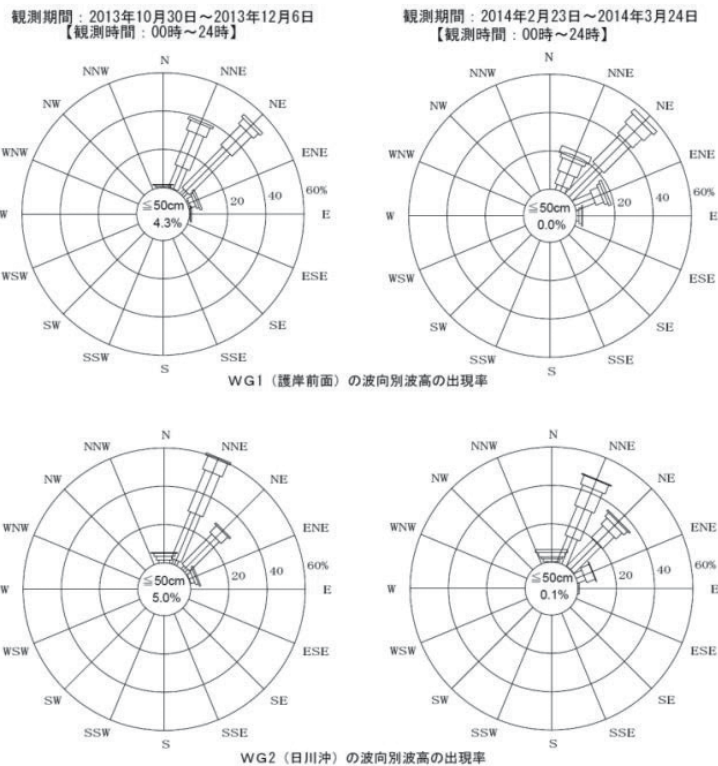 観測期間：2013年10月30日～2013年12月6日
【観測時間：00時～24時】
観測期間：2014年2月23日～2014年3月24日
【観測時間：00時～24時】
N
NNW
NNE
NW
NE
WNW
ENE
20
40
60%
W
E
≦50cm
4.3%
WSW
ESE
SW
SE
SSW
SSE
S
N
NNW
NNE
NW
NE
WNW
ENE
20
40
60%
W
E
≦50cm
0.0%
WSW
ESE
SW
SE
SSW
SSE
S
WG1（護岸前面）の波向別波高の出現率
N
NNW
NNE
NW
NE
WNW
ENE
20
40
60%
W
E
≦50cm
5.0%
WSW
ESE
SW
SE
SSW
SSE
S
N
NNW
NNE
NW
NE
WNW
ENE
20
40
60%
W
E
≦50cm
0.1%
WSW
ESE
SW
SE
SSW
SSE
S
WG2（日川沖）の波向別波高の出現率